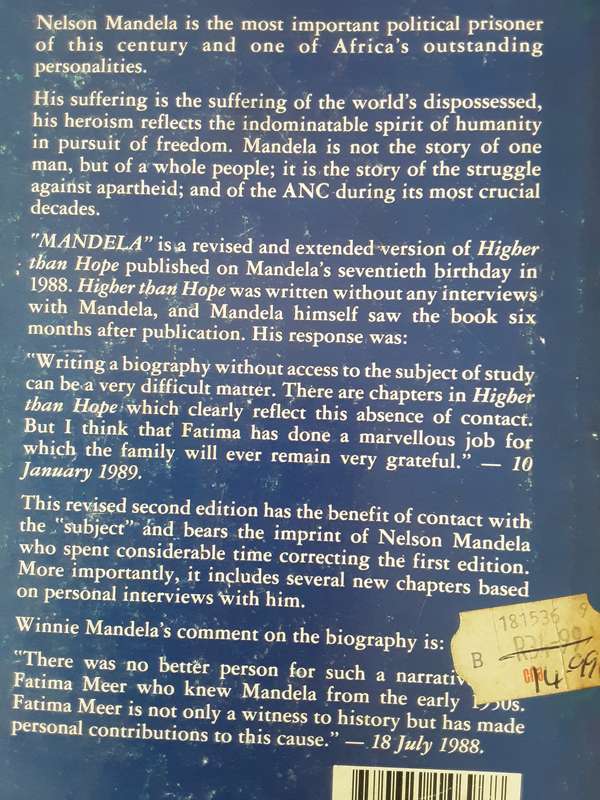 Nelson Mandela is the most important political prisoner
of this century and one of Africa's outstanding
personalities.
His suffering is the suffering of the world's dispossessed,
his heroism reflects the indominatable spirit of humanity
in pursuit of freedom. Mandela is not the story of one
man, but of a whole people; it is the story of the struggle
against apartheid; and of the ANC during its most crucial
decades.
"MANDELA" is a revised and extended version of Higher
than Hope published on Mandela's seventieth birthday in
1988. Higher than Hope was written without any interviews
with Mandela, and Mandela himself saw the book six
months after publication. His response was:
"Writing a biography without access to the subject of study
can be a very difficult matter. There are chapters in Higher
than Hope which clearly reflect this absence of contact.
But I think that Fatima has done a marvellous job for
which the family will ever remain very grateful." — 10
January 1989.
This revised second edition has the benefit of contact with
the "subject" and bears the imprint of Nelson Mandela
who spent considerable time correcting the first edition.
More importantly, it includes several new chapters based
on personal interviews with him.
Winnie Mandela's comment on the biography is:
"There was no better person for such a narrativ
Fatima Meer who knew Mandela from the early 1950s.
Fatima Meer is not only a witness to history but has made
personal contributions to this cause." — 18 July 1988.
181536 9
B
14-99